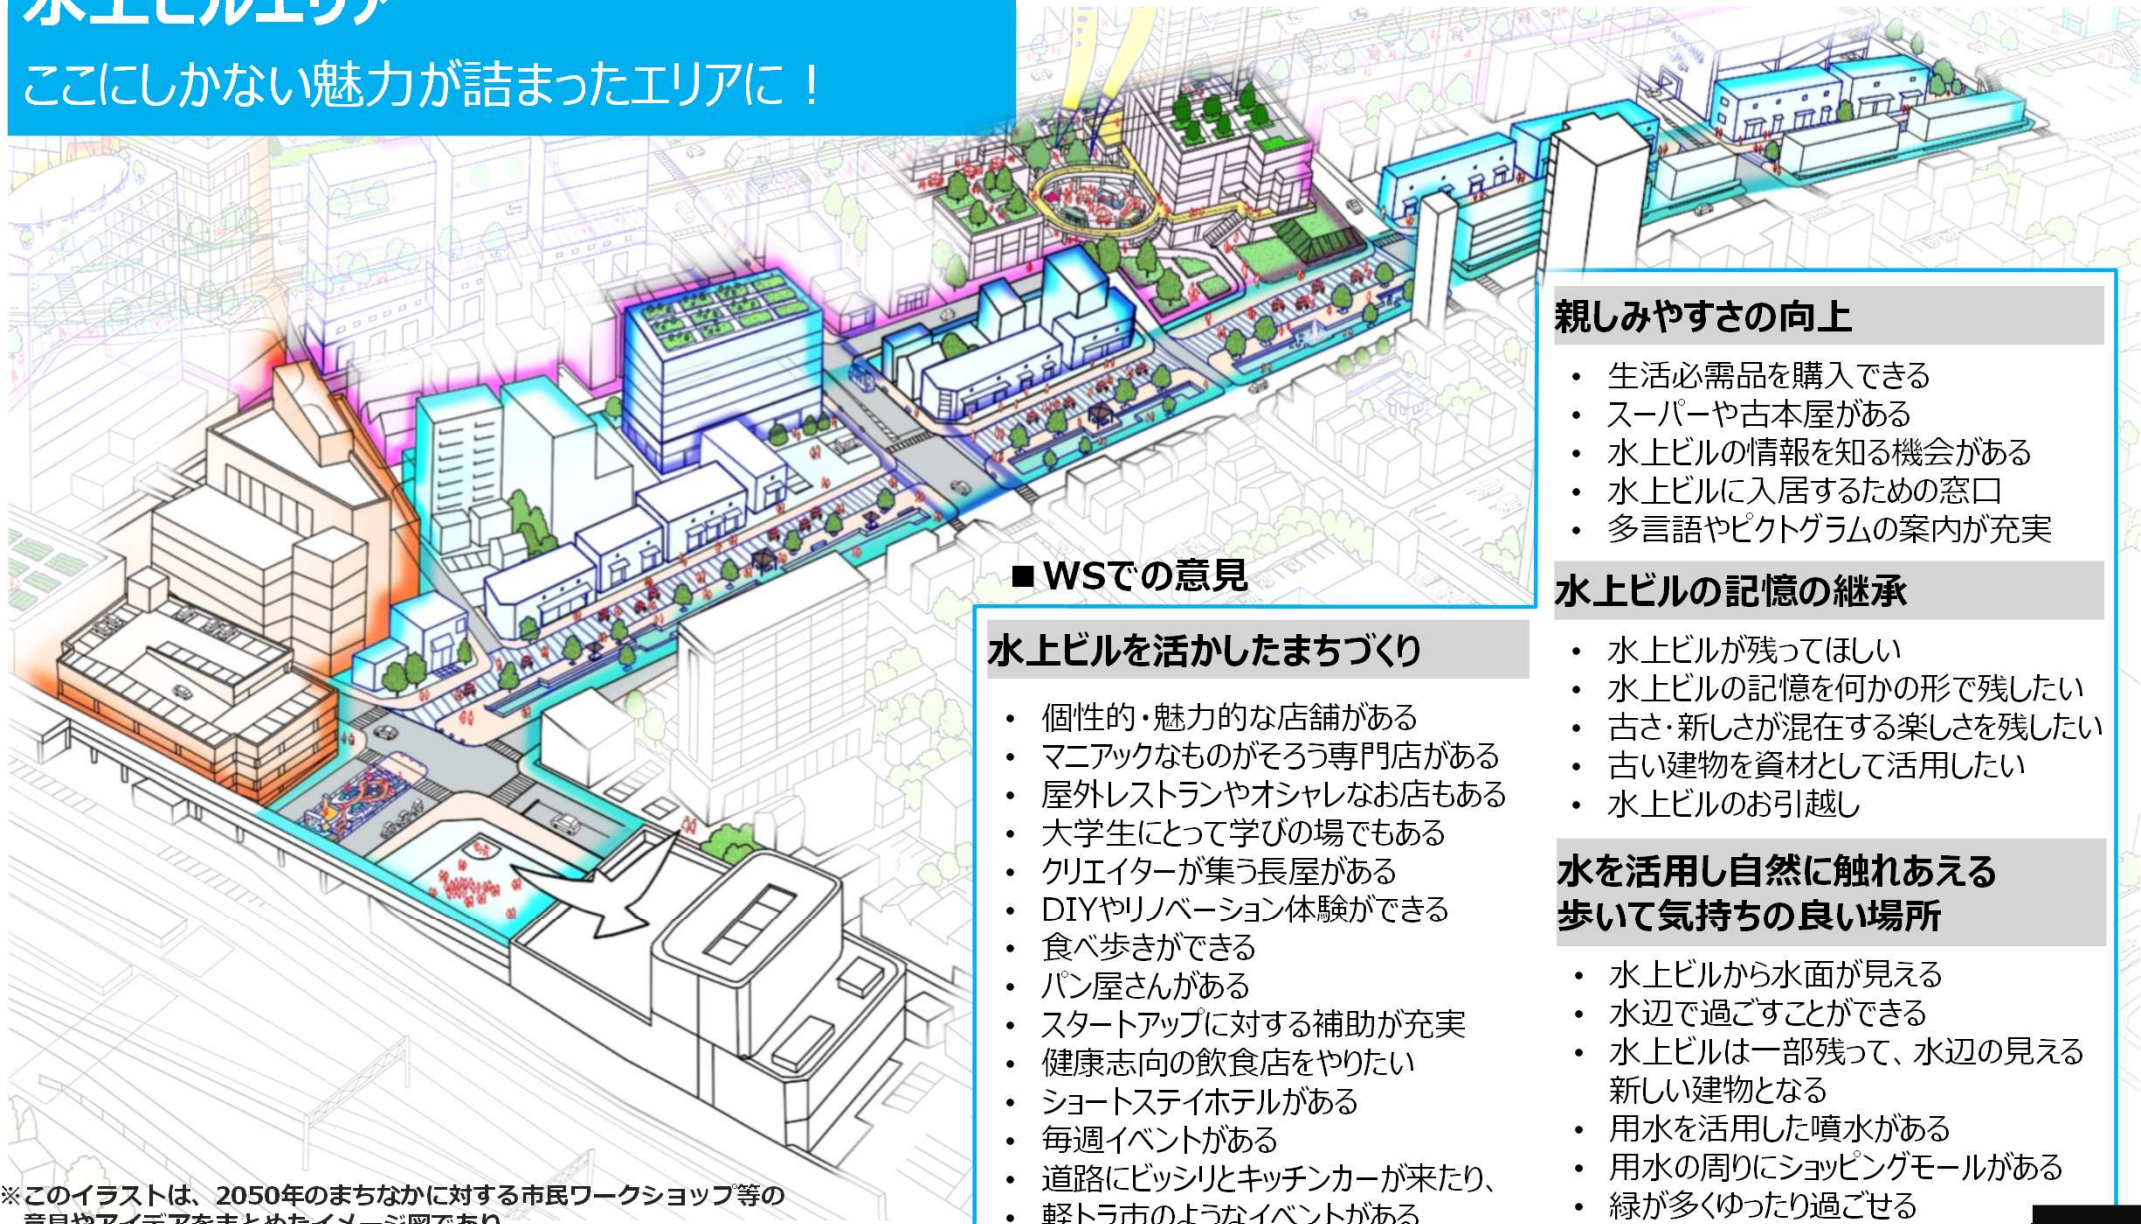 水上ビルエリア
ここにしかない魅力が詰まったエリアに！
■WSでの意見
水上ビルを活かしたまちづくり
• 個性的・魅力的な店舗がある
• マニアックなものがそろう専門店がある
• 屋外レストランやオシャレなお店もある
• 大学生にとって学びの場でもある
• クリエイターが集う長屋がある
• DIYやリノベーション体験ができる
• 食べ歩きができる
• パン屋さんがある
• スタートアップに対する補助が充実
• 健康志向の飲食店をやりたい
• ショートステイホテルがある
• 毎週イベントがある
• 道路にビッシリとキッチンカーが来たり、
• 軽トラ市のようなイベントがある
親しみやすさの向上
• 生活必需品を購入できる
• スーパーや古本屋がある
• 水上ビルの情報を知る機会がある
• 水上ビルに入居するための窓口
• 多言語やピクトグラムの案内が充実
水上ビルの記憶の継承
• 水上ビルが残ってほしい
• 水上ビルの記憶を何かの形で残したい
• 古さ・新しさが混在する楽しさを残したい
• 古い建物を資材として活用したい
• 水上ビルのお引越し
水を活用し自然に触れあえる
歩いて気持ちの良い場所
• 水上ビルから水面が見える
• 水辺で過ごすことができる
• 水上ビルは一部残って、水辺の見える
新しい建物となる
• 用水を活用した噴水がある
• 用水の周りにショッピングモールがある
• 緑が多くゆったり過ごせる
※このイラストは、2050年のまちなかに対する市民ワークショップ等の
意見やアイデアをまとめたイメージ図であり